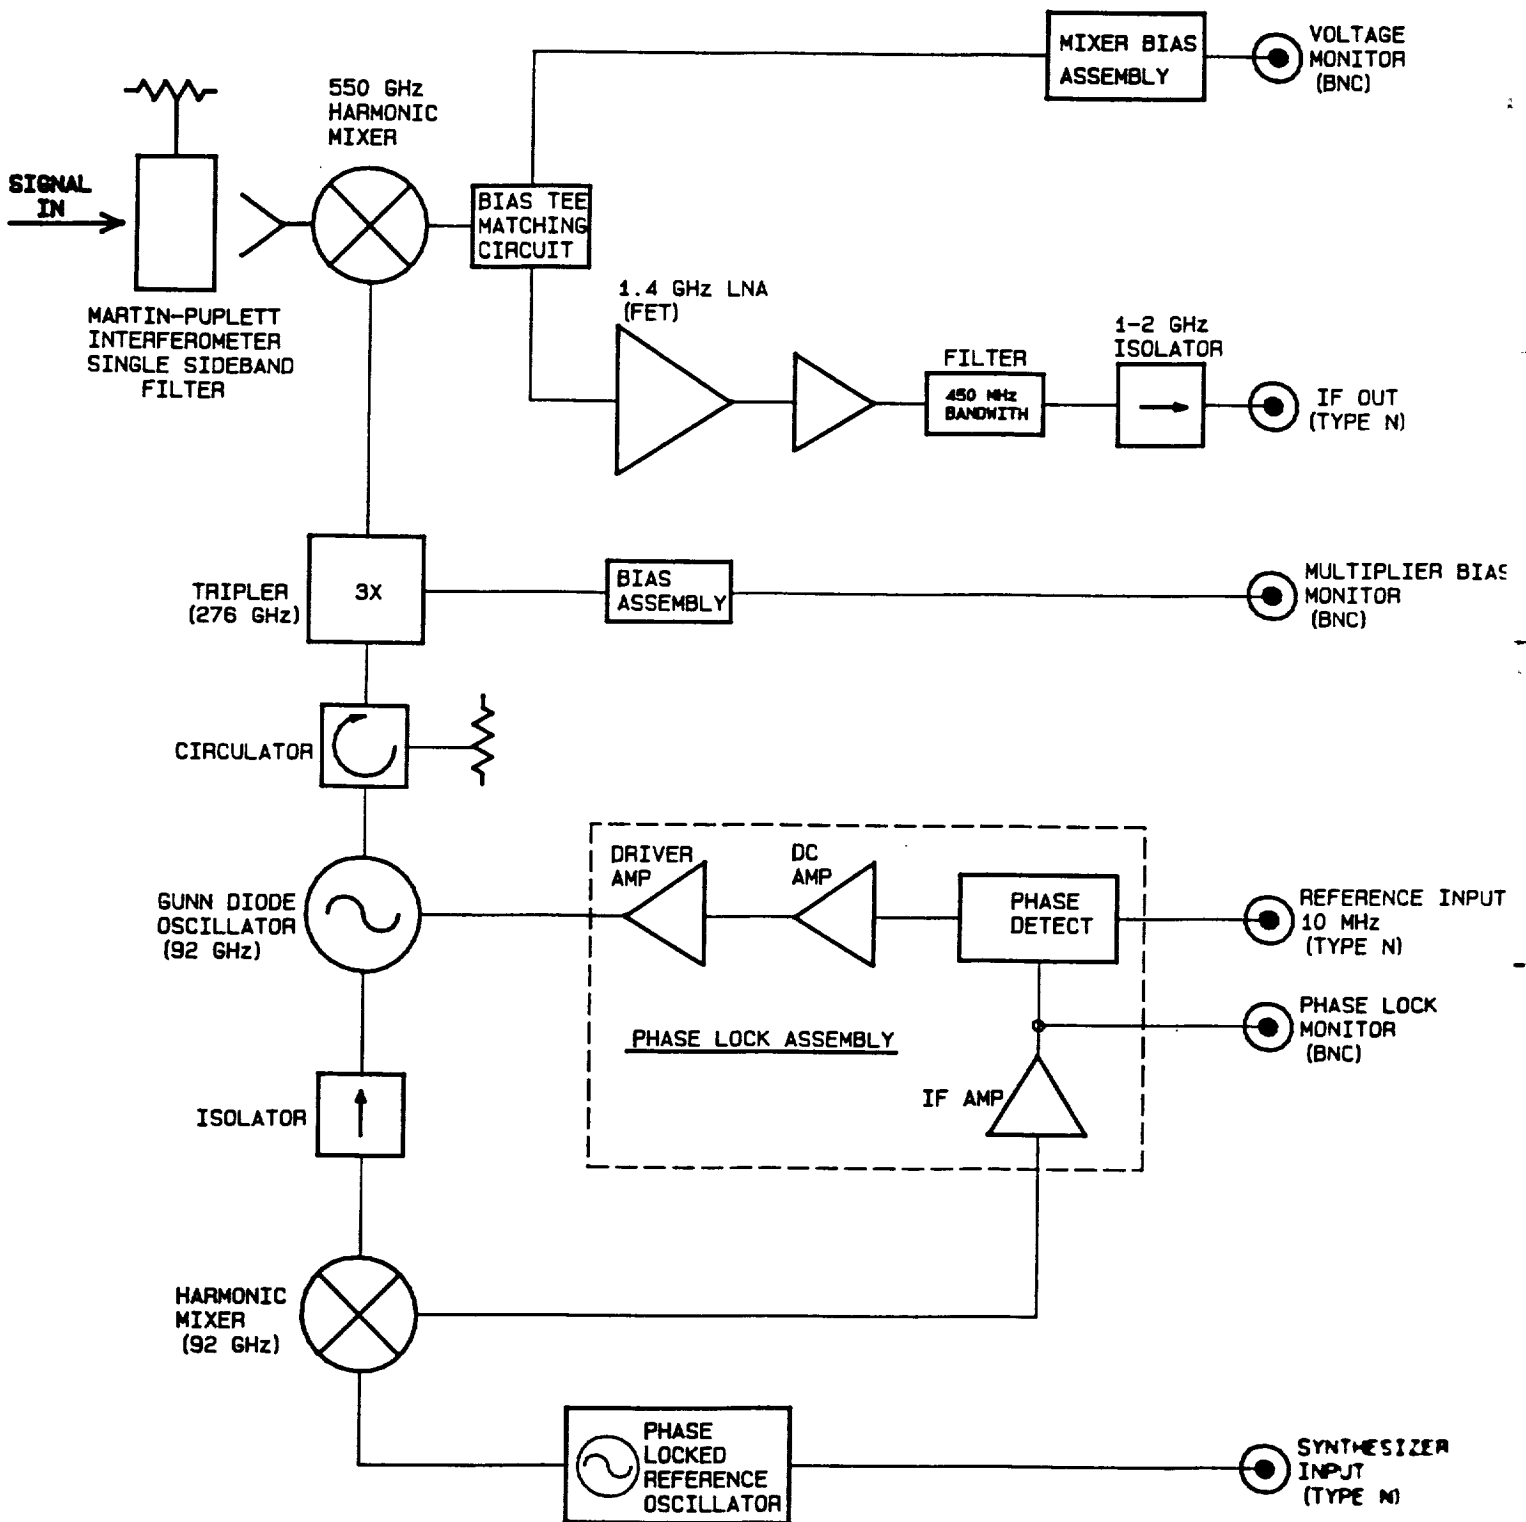 MIXER BIAS
ASSEMBLY
VOLTAGE
MONITOR
(BNC)
550 GHz
HARMONIC
MIXER
SIGNAL
IN
BIAS TEE
MATCHING
CIRCUIT
MARTIN-PUPLETT
INTERFEROMETER
SINGLE SIDEBAND
FILTER
1.4 GHz LNA
(FET)
FILTER
450 MHz
BANDWITH
1-2 GHz
ISOLATOR
IF OUT
(TYPE N)
TRIPLER
(276 GHz)
3X
BIAS
ASSEMBLY
MULTIPLIER BIAS
MONITOR
(BNC)
CIRCULATOR
GUNN DIODE
OSCILLATOR
(92 GHz)
DRIVER
AMP
DC
AMP
PHASE
DETECT
REFERENCE INPUT
10 MHz
(TYPE N)
PHASE LOCK ASSEMBLY
PHASE LOCK
MONITOR
(BNC)
IF AMP
ISOLATOR
HARMONIC
MIXER
(92 GHz)
PHASE
LOCKED
REFERENCE
OSCILLATOR
SYNTHESIZER
INPUT
(TYPE N)